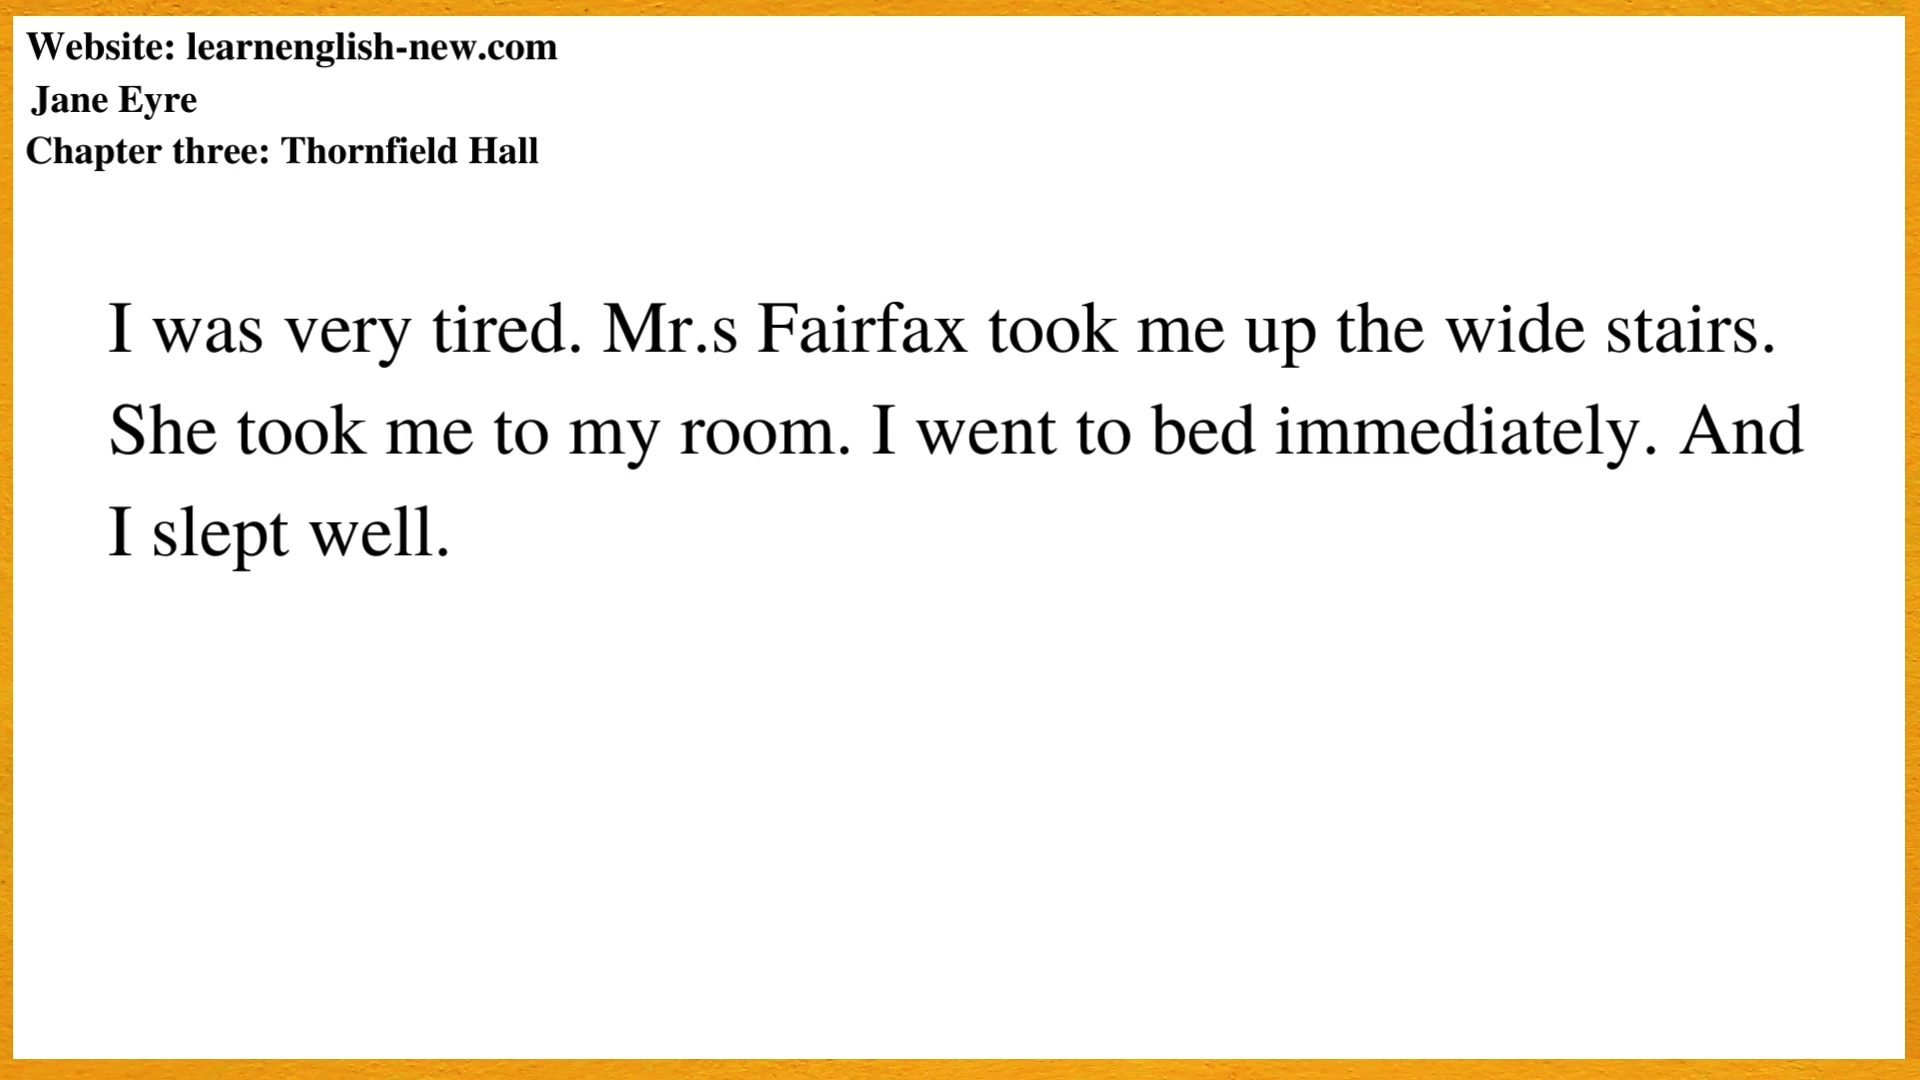 Website: learnenglish-new.com
Jane Eyre
Chapter three: Thornfield Hall
I was very tired. Mr.s Fairfax took me up the wide stairs.
She took me to my room. I went to bed immediately. And
I slept well.